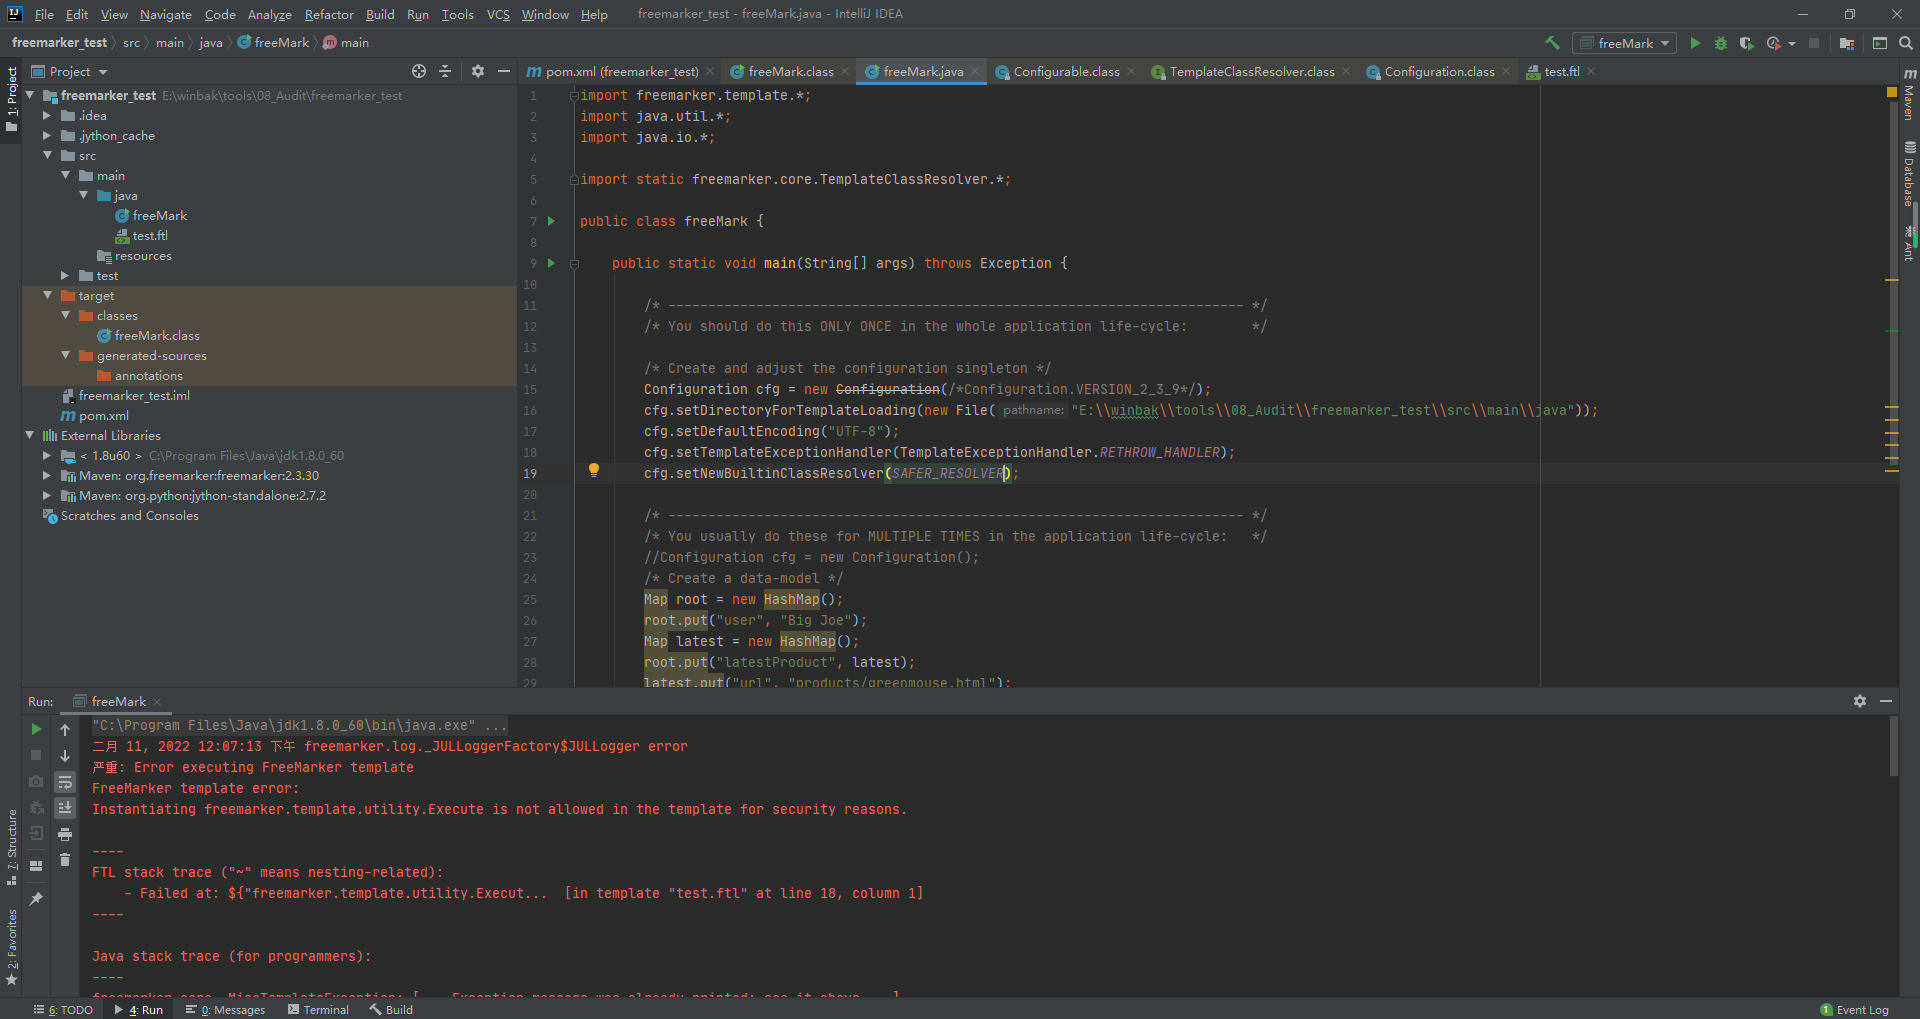 File Edit View Navigate Code Analyze Refactor Build Run Tools VCS Window Help freemarker_test - freeMark.java - IntelliJ IDEA
freemarker_test src main java freeMark main
freeMark
Project
pom.xml (freemarker_test) freeMark.class freeMark.java Configurable.class TemplateClassResolver.class Configuration.class test.ftl
1: Project
freemarker_test E:\winbak\tools\08_Audit\freemarker_test
.idea
.jython_cache
src
main
java
freeMark
test.ftl
resources
test
target
classes
freeMark.class
generated-sources
annotations
freemarker_test.iml
pom.xml
External Libraries
< 1.8u60 > C:\Program Files\Java\jdk1.8.0_60
Maven: org.freemarker:freemarker:2.3.30
Maven: org.python:jython-standalone:2.7.2
Scratches and Consoles
1 import freemarker.template.*;
2 import java.util.*;
3 import java.io.*;
4
5 import static freemarker.core.TemplateClassResolver.*;
6
7 public class freeMark {
8
9 public static void main(String[] args) throws Exception {
10
11 /* ------------------------------------------------------------------------ */
12 /* You should do this ONLY ONCE in the whole application life-cycle: */
13
14 /* Create and adjust the configuration singleton */
15 Configuration cfg = new Configuration(/*Configuration.VERSION_2_3_9*/);
16 cfg.setDirectoryForTemplateLoading(new File( pathname: "E:\\winbak\\tools\\08_Audit\\freemarker_test\\src\\main\\java"));
17 cfg.setDefaultEncoding("UTF-8");
18 cfg.setTemplateExceptionHandler(TemplateExceptionHandler.RETHROW_HANDLER);
19 cfg.setNewBuiltinClassResolver(SAFER_RESOLVER);
20
21 /* ------------------------------------------------------------------------ */
22 /* You usually do these for MULTIPLE TIMES in the application life-cycle: */
23 //Configuration cfg = new Configuration();
24 /* Create a data-model */
25 Map root = new HashMap();
26 root.put("user", "Big Joe");
27 Map latest = new HashMap();
28 root.put("latestProduct", latest);
29 latest.put("url", "products/greenmouse.html");
Maven
Database
Ant
Run: freeMark
"C:\Program Files\Java\jdk1.8.0_60\bin\java.exe" ...
二月 11, 2022 12:07:13 下午 freemarker.log._JULLoggerFactory$JULLogger error
严重: Error executing FreeMarker template
FreeMarker template error:
Instantiating freemarker.template.utility.Execute is not allowed in the template for security reasons.
----
FTL stack trace ("~" means nesting-related):
- Failed at: ${"freemarker.template.utility.Execut... [in template "test.ftl" at line 18, column 1]
----
Java stack trace (for programmers):
----
freemarker.core._MiscTemplateException: [... Exception message was already printed; see it above ...]
7: Structure
2: Favorites
6: TODO 4: Run 0: Messages Terminal Build 1 Event Log